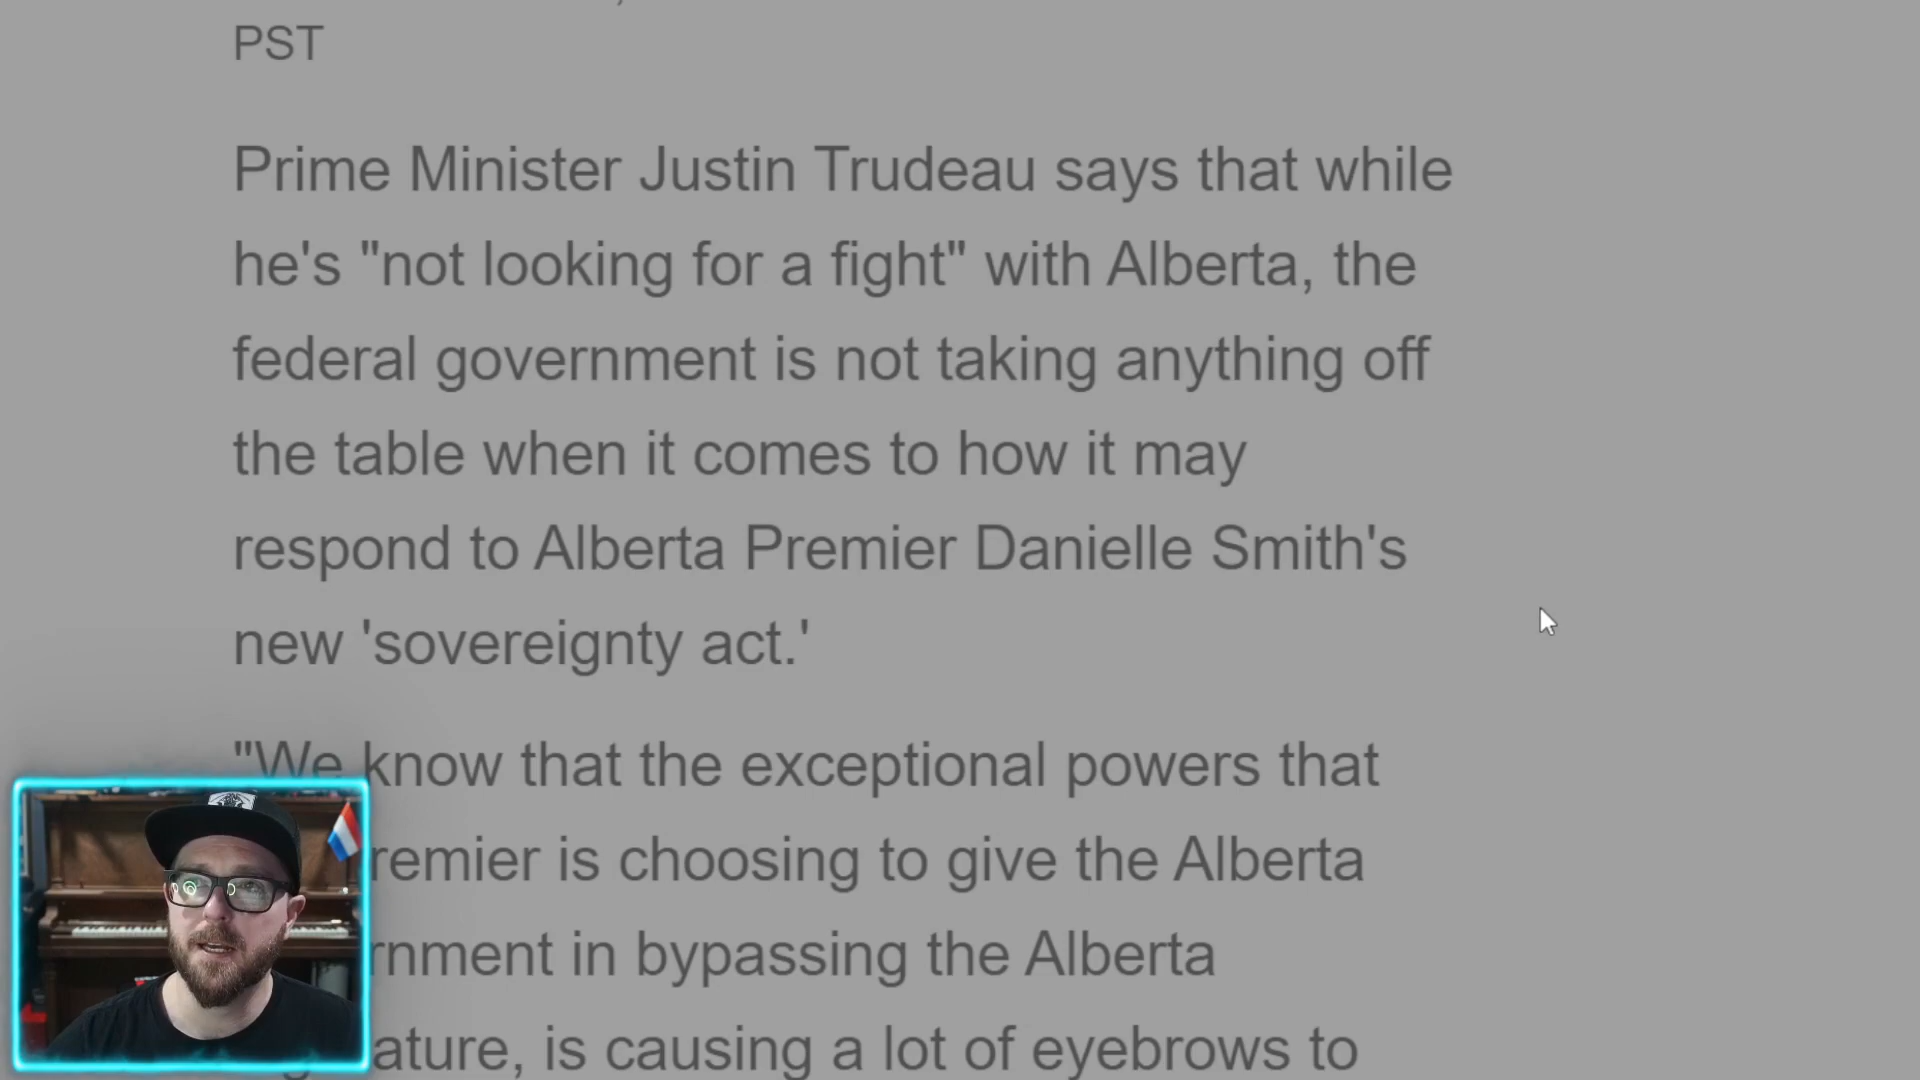 PST
Prime Minister Justin Trudeau says that while
he's "not looking for a fight" with Alberta, the
federal government is not taking anything off
the table when it comes to how it may
respond to Alberta Premier Danielle Smith's
new 'sovereignty act.'
"We know that the exceptional powers that
remier is choosing to give the Alberta
rnment in bypassing the Alberta
ature, is causing a lot of eyebrows to